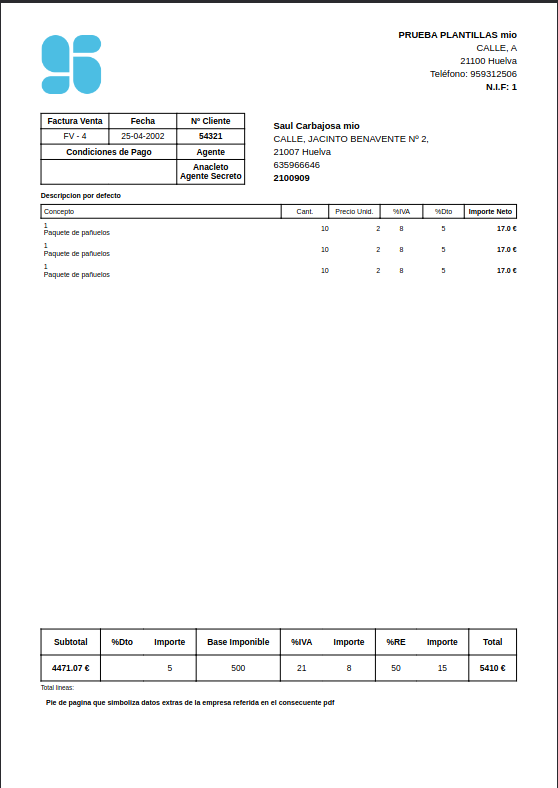 PRUEBA PLANTILLAS mio
CALLE, A
21100 Huelva
Teléfono: 959312506
N.I.F: 1
Factura Venta Fecha Nº Cliente
FV - 4 25-04-2002 54321
Condiciones de Pago Agente
Anacleto
Agente Secreto
Saul Carbajosa mio
CALLE, JACINTO BENAVENTE Nº 2,
21007 Huelva
635966646
2100909
Descripcion por defecto
Concepto Cant. Precio Unid. %IVA %Dto Importe Neto
1
Paquete de pañuelos 10 2 8 5 17.0 €
1
Paquete de pañuelos 10 2 8 5 17.0 €
1
Paquete de pañuelos 10 2 8 5 17.0 €
Subtotal %Dto Importe Base Imponible %IVA Importe %RE Importe Total
4471.07 € 5 500 21 8 50 15 5410 €
Total lineas:
Pie de pagina que simboliza datos extras de la empresa referida en el consecuente pdf